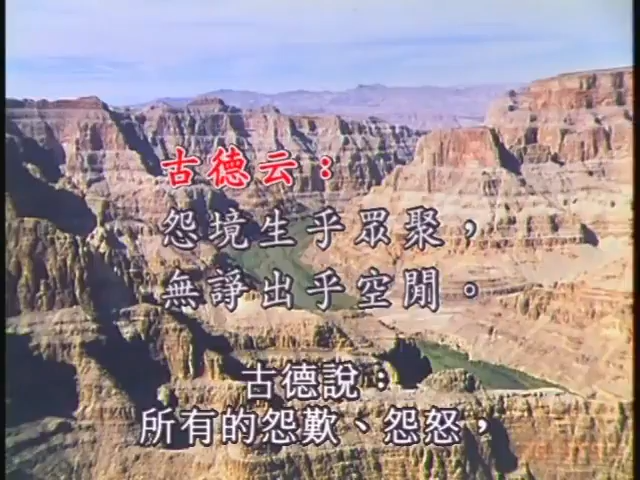 古德云：
怨境生乎眾聚，
無諍出乎空閒。
古德說：
所有的怨歎、怨怒，